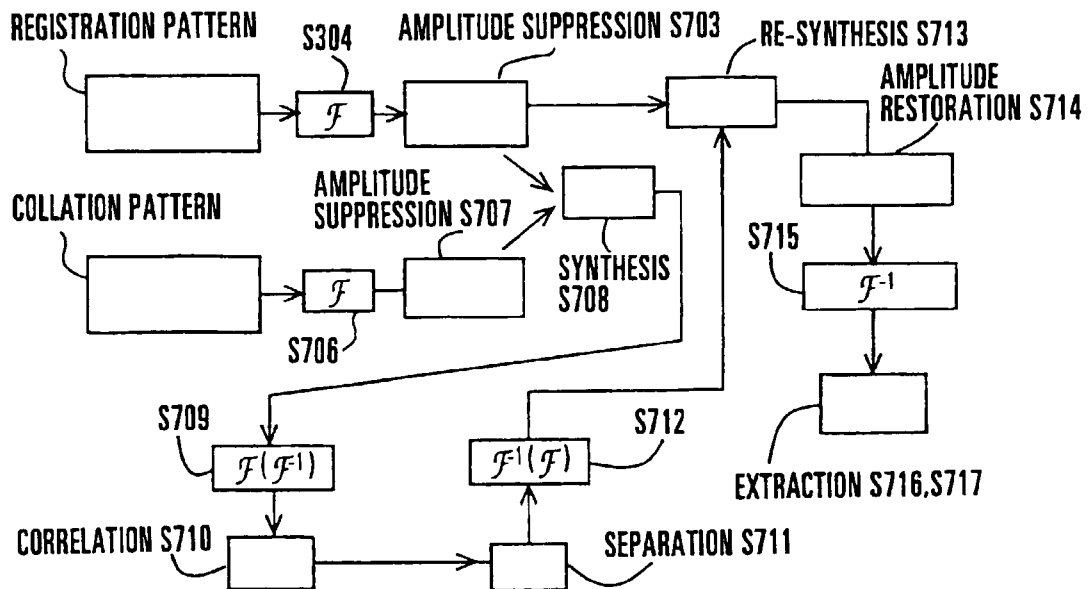 REGISTRATION PATTERN
S304
AMPLITUDE SUPPRESSION S703
RE-SYNTHESIS S713
AMPLITUDE
RESTORATION S714
ℱ
COLLATION PATTERN
AMPLITUDE
SUPPRESSION S707
SYNTHESIS
S708
S715
ℱ
ℱ⁻¹
S706
S709
S712
ℱ(ℱ⁻¹)
ℱ⁻¹(ℱ)
EXTRACTION S716,S717
CORRELATION S710
SEPARATION S711